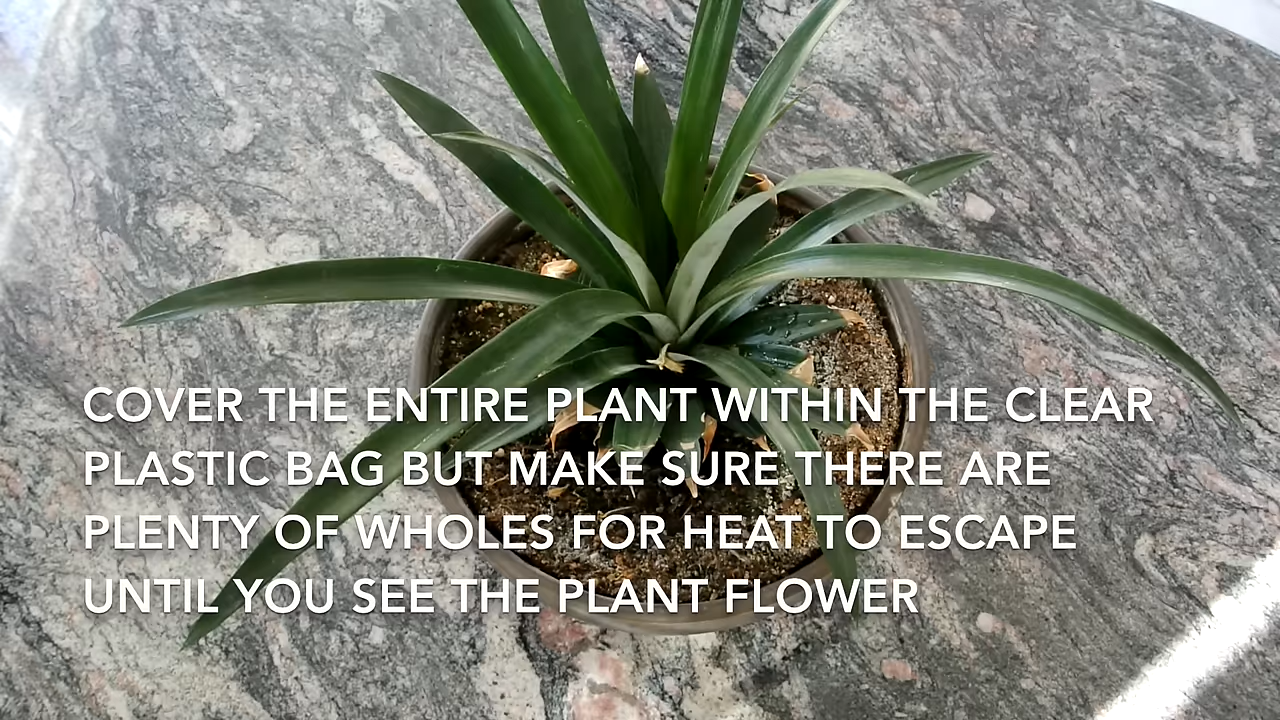 COVER THE ENTIRE PLANT WITHIN THE CLEAR
PLASTIC BAG BUT MAKE SURE THERE ARE
PLENTY OF WHOLES FOR HEAT TO ESCAPE
UNTIL YOU SEE THE PLANT FLOWER